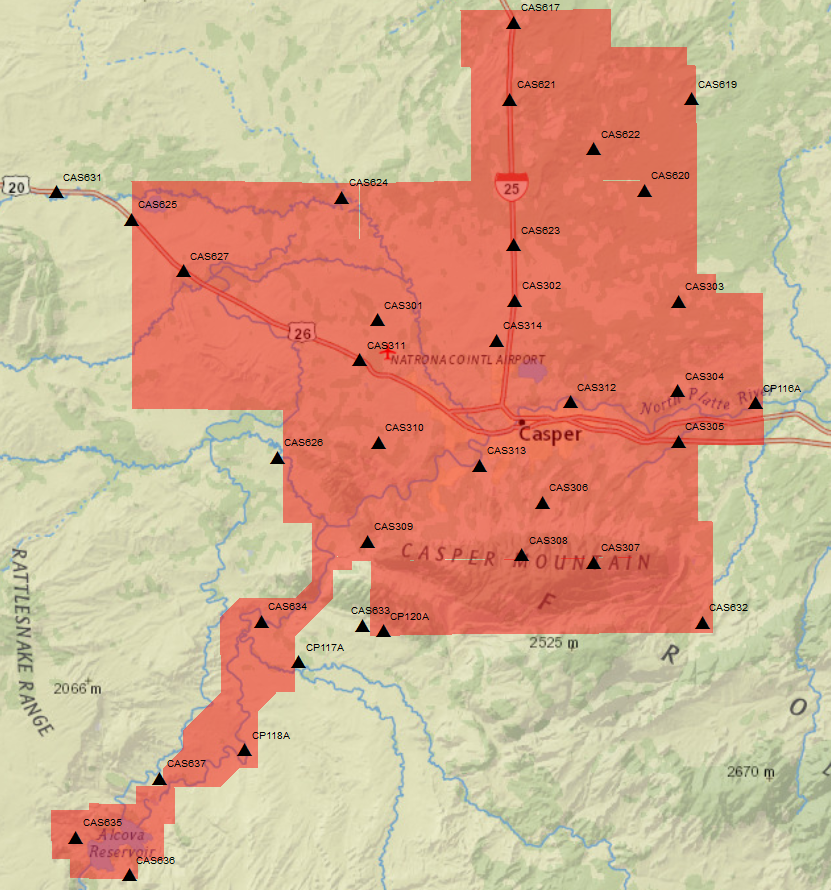 CAS617
CAS621
CAS619
CAS622
20
CAS631
CAS624
25
CAS620
CAS625
CAS623
CAS627
CAS302
CAS303
CAS301
26
CAS314
CAS311
NATRONA CO INTL AIRPORT
CAS304
CAS312
CP116A
North Platte River
CAS310
Casper
CAS305
CAS626
CAS313
CAS306
CAS309
CAS308
CAS307
CASPER MOUNTAIN
RATTLESNAKE RANGE
F
CAS634
CAS633
CP120A
CAS632
CP117A
2525 m
R
2066 m
O
CP118A
CAS637
2670 m
CAS635
Alcova
Reservoir
CAS636